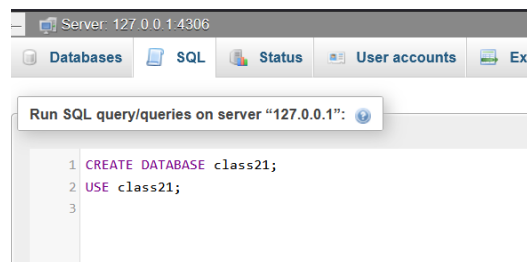 Server: 127.0.0.1:4306
Databases SQL Status User accounts Ex
Run SQL query/queries on server “127.0.0.1”:
1 CREATE DATABASE class21;
2 USE class21;
3